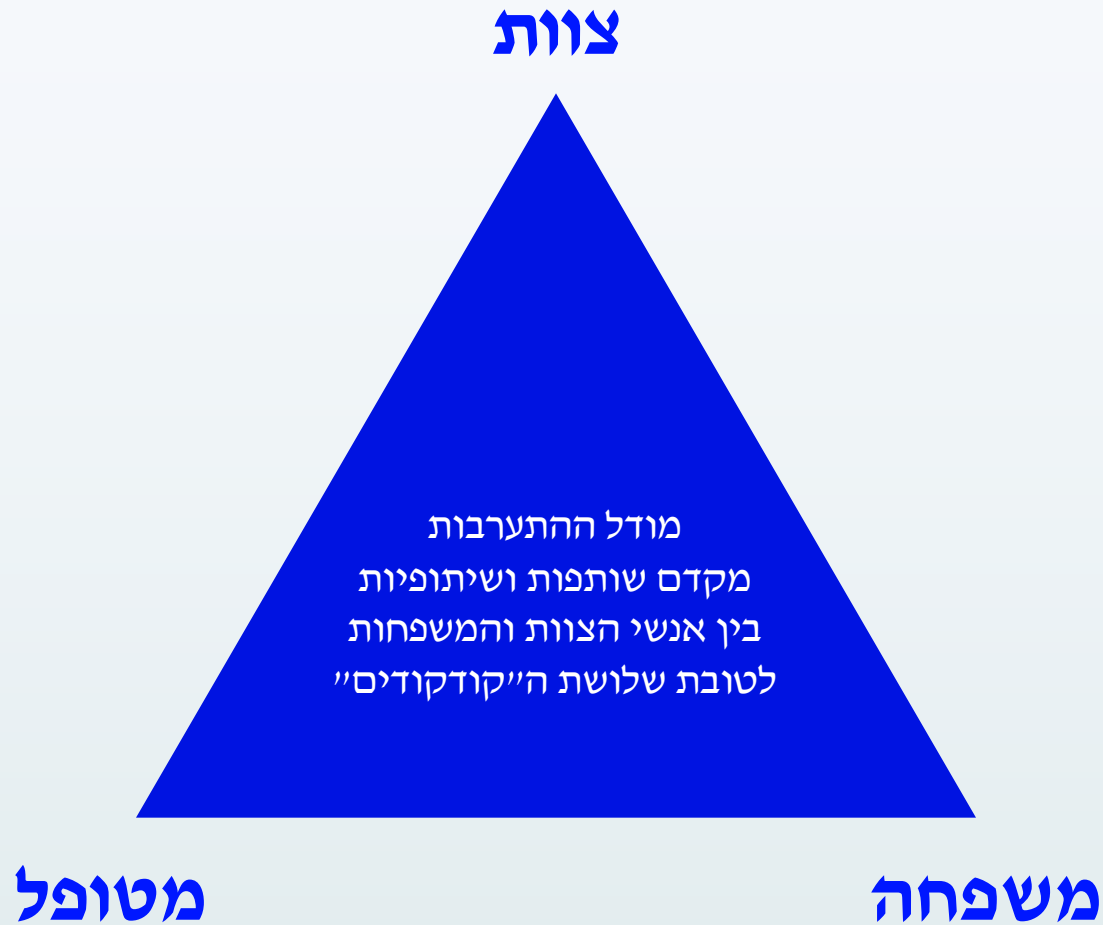 צוות
מודל ההתערבות
מקדם שותפות ושיתופיות
בין אנשי הצוות והמשפחות
לטובת שלושת ה״קודקודים״
משפחה
מטופל